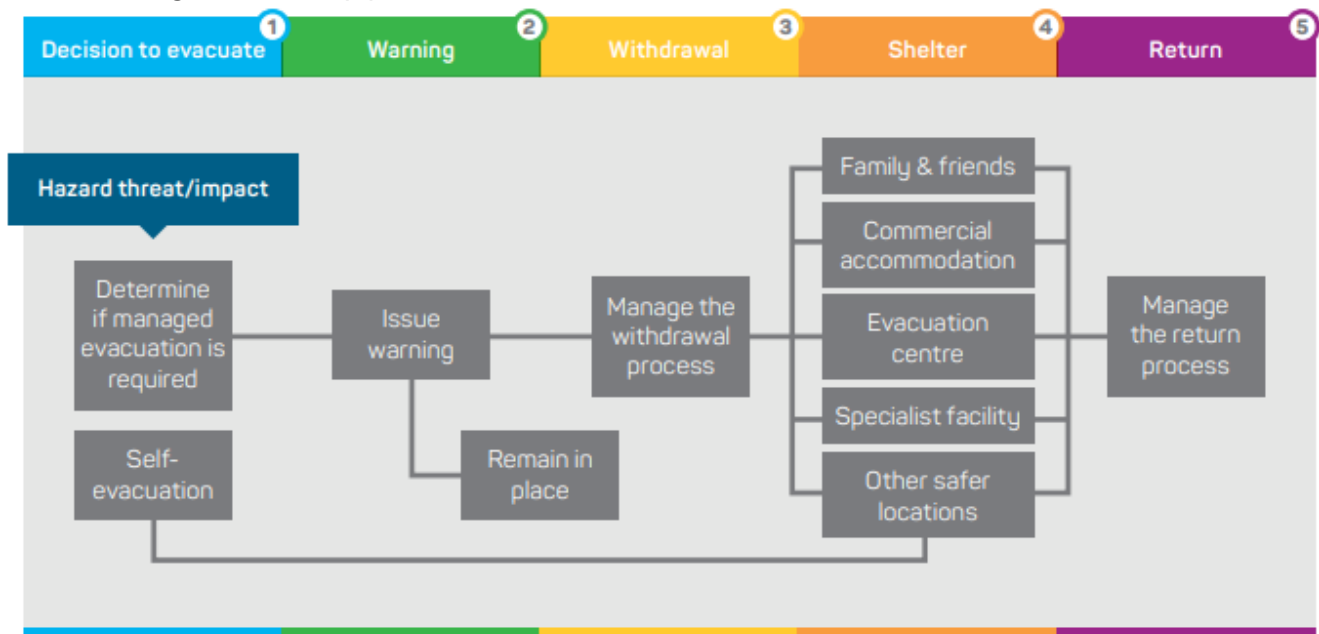 1
2
3
4
5
Decision to evacuate
Warning
Withdrawal
Shelter
Return
Hazard threat/impact
Determine
if managed
evacuation is
required
Self-
evacuation
Issue
warning
Remain in
place
Manage the
withdrawal
process
Family & friends
Commercial
accommodation
Evacuation
centre
Specialist facility
Other safer
locations
Manage
the return
process